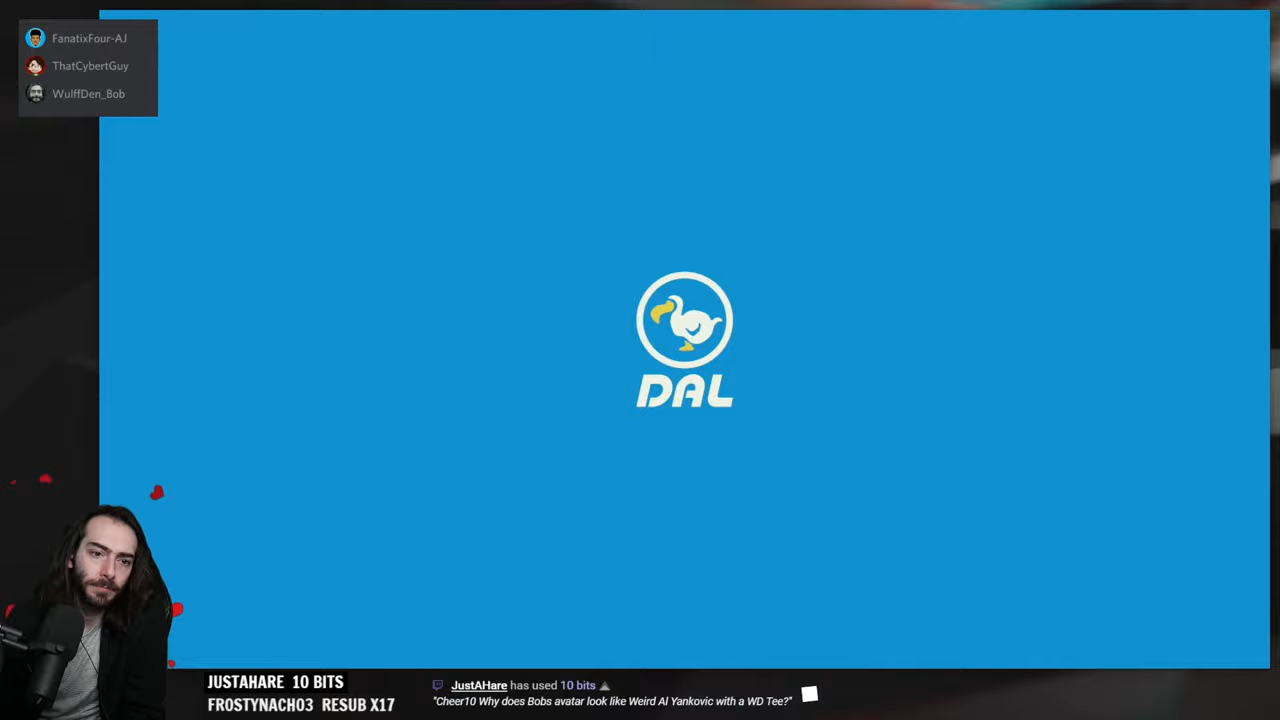 FanatixFour-AJ
ThatCybertGuy
WulffDen_Bob
DAL
JUSTAHARE 10 BITS
FROSTYNACHO3 RESUB X17
JustAHare has used 10 bits
"Cheer10 Why does Bobs avatar look like Weird Al Yankovic with a WD Tee?"